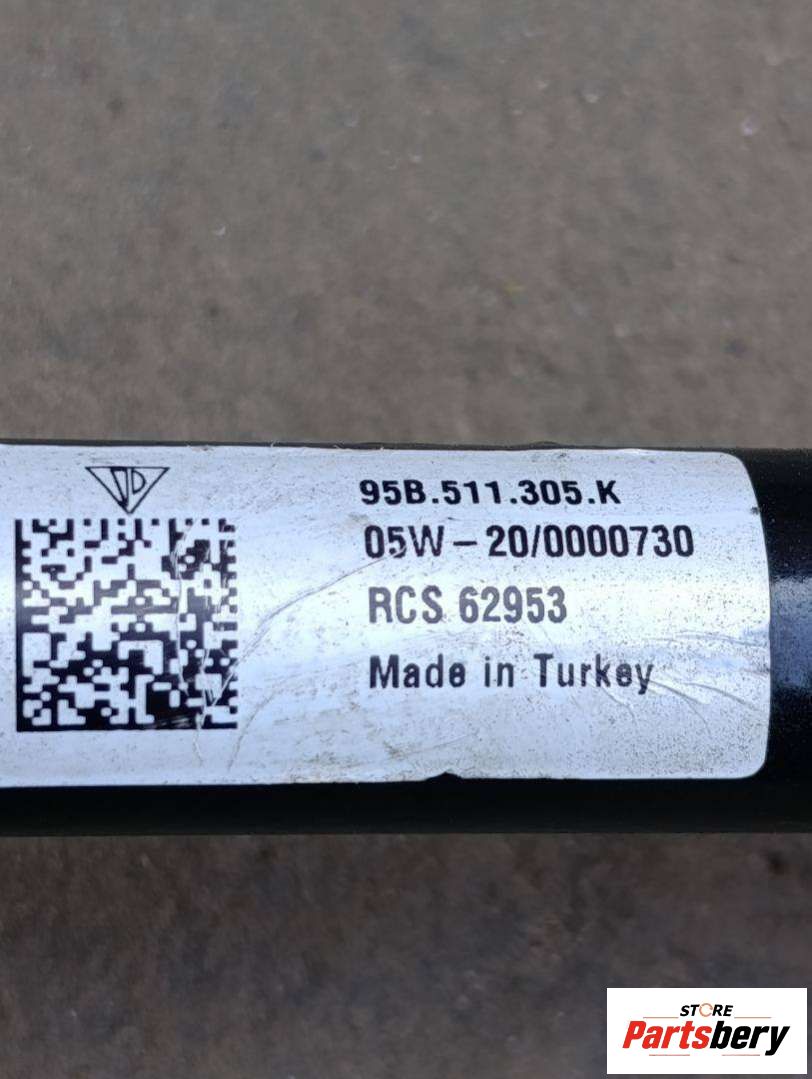 95B.511.305.K
05W-20/0000730
RCS 62953
Made in Turkey
STORE
Partsbery